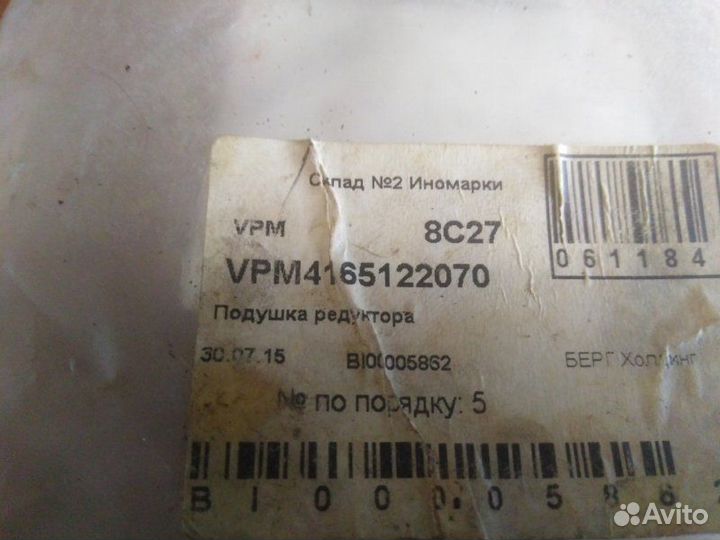 Склад №2 Иномарки
VPM 8C27
061184
VPM4165122070
Подушка редуктора
30.07.15 BI00005862 БЕРГ Холдинг
№ по порядку: 5
BI0000586
Avito